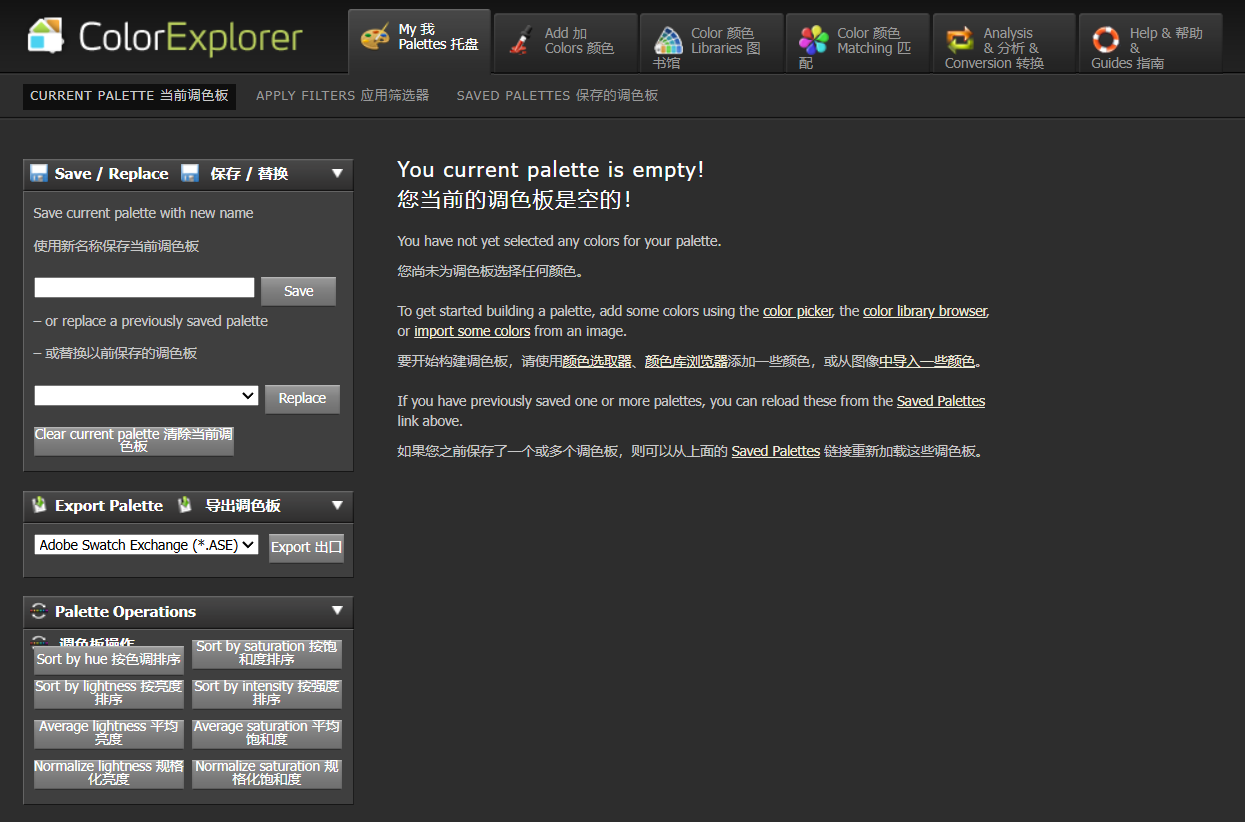 ColorExplorer
My 我
Palettes 托盘
Add 加
Colors 颜色
Color 颜色
Libraries 图
书馆
Color 颜色
Matching 匹
配
Analysis
& 分析 &
Conversion 转换
Help & 帮助
&
Guides 指南
CURRENT PALETTE 当前调色板
APPLY FILTERS 应用筛选器
SAVED PALETTES 保存的调色板
Save / Replace 保存 / 替换
Save current palette with new name
使用新名称保存当前调色板
Save
– or replace a previously saved palette
– 或替换以前保存的调色板
Replace
Clear current palette 清除当前调
色板
Export Palette 导出调色板
Adobe Swatch Exchange (*.ASE)
Export 出口
Palette Operations
调色板操作
Sort by hue 按色调排序
Sort by saturation 按饱
和度排序
Sort by lightness 按亮度
排序
Sort by intensity 按强度
排序
Average lightness 平均
亮度
Average saturation 平均
饱和度
Normalize lightness 规格
化亮度
Normalize saturation 规
格化饱和度
You current palette is empty!
您当前的调色板是空的！
You have not yet selected any colors for your palette.
您尚未为调色板选择任何颜色。
To get started building a palette, add some colors using the color picker, the color library browser,
or import some colors from an image.
要开始构建调色板，请使用颜色选取器、颜色库浏览器添加一些颜色，或从图像中导入一些颜色。
If you have previously saved one or more palettes, you can reload these from the Saved Palettes
link above.
如果您之前保存了一个或多个调色板，则可以从上面的 Saved Palettes 链接重新加载这些调色板。